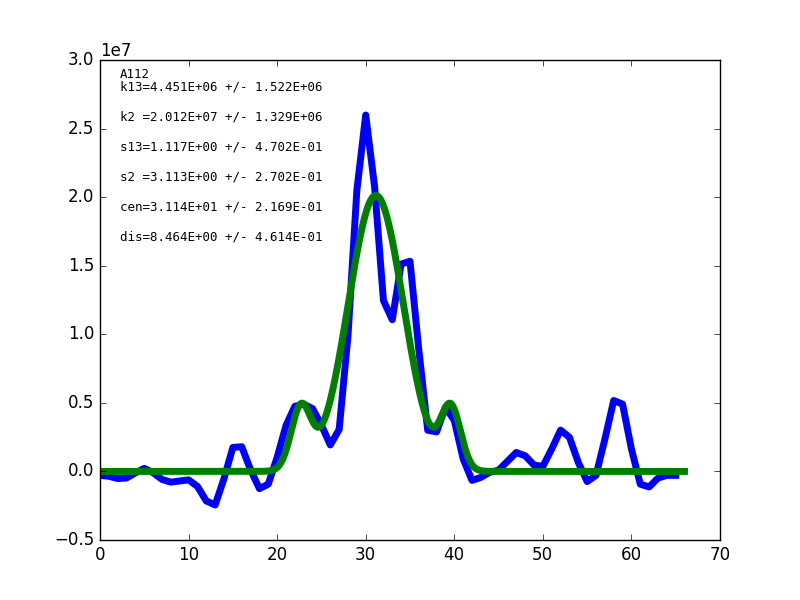 1e7
3.0
2.5
2.0
1.5
1.0
0.5
0.0
−0.5
0 10 20 30 40 50 60 70
A112
k13=4.451E+06 +/- 1.522E+06
k2 =2.012E+07 +/- 1.329E+06
s13=1.117E+00 +/- 4.702E-01
s2 =3.113E+00 +/- 2.702E-01
cen=3.114E+01 +/- 2.169E-01
dis=8.464E+00 +/- 4.614E-01